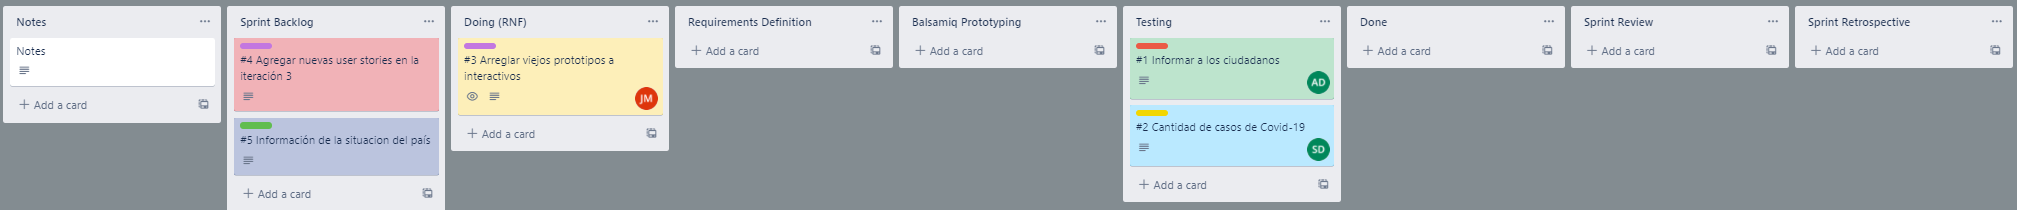 Notes
Notes
Add a card
Sprint Backlog
#4 Agregar nuevas user stories en la
iteración 3
#5 Información de la situacion del país
Add a card
Doing (RNF)
#3 Arreglar viejos prototipos a
interactivos
JM
Add a card
Requirements Definition
Add a card
Balsamiq Prototyping
Add a card
Testing
#1 Informar a los ciudadanos
AD
#2 Cantidad de casos de Covid-19
SD
Add a card
Done
Add a card
Sprint Review
Add a card
Sprint Retrospective
Add a card